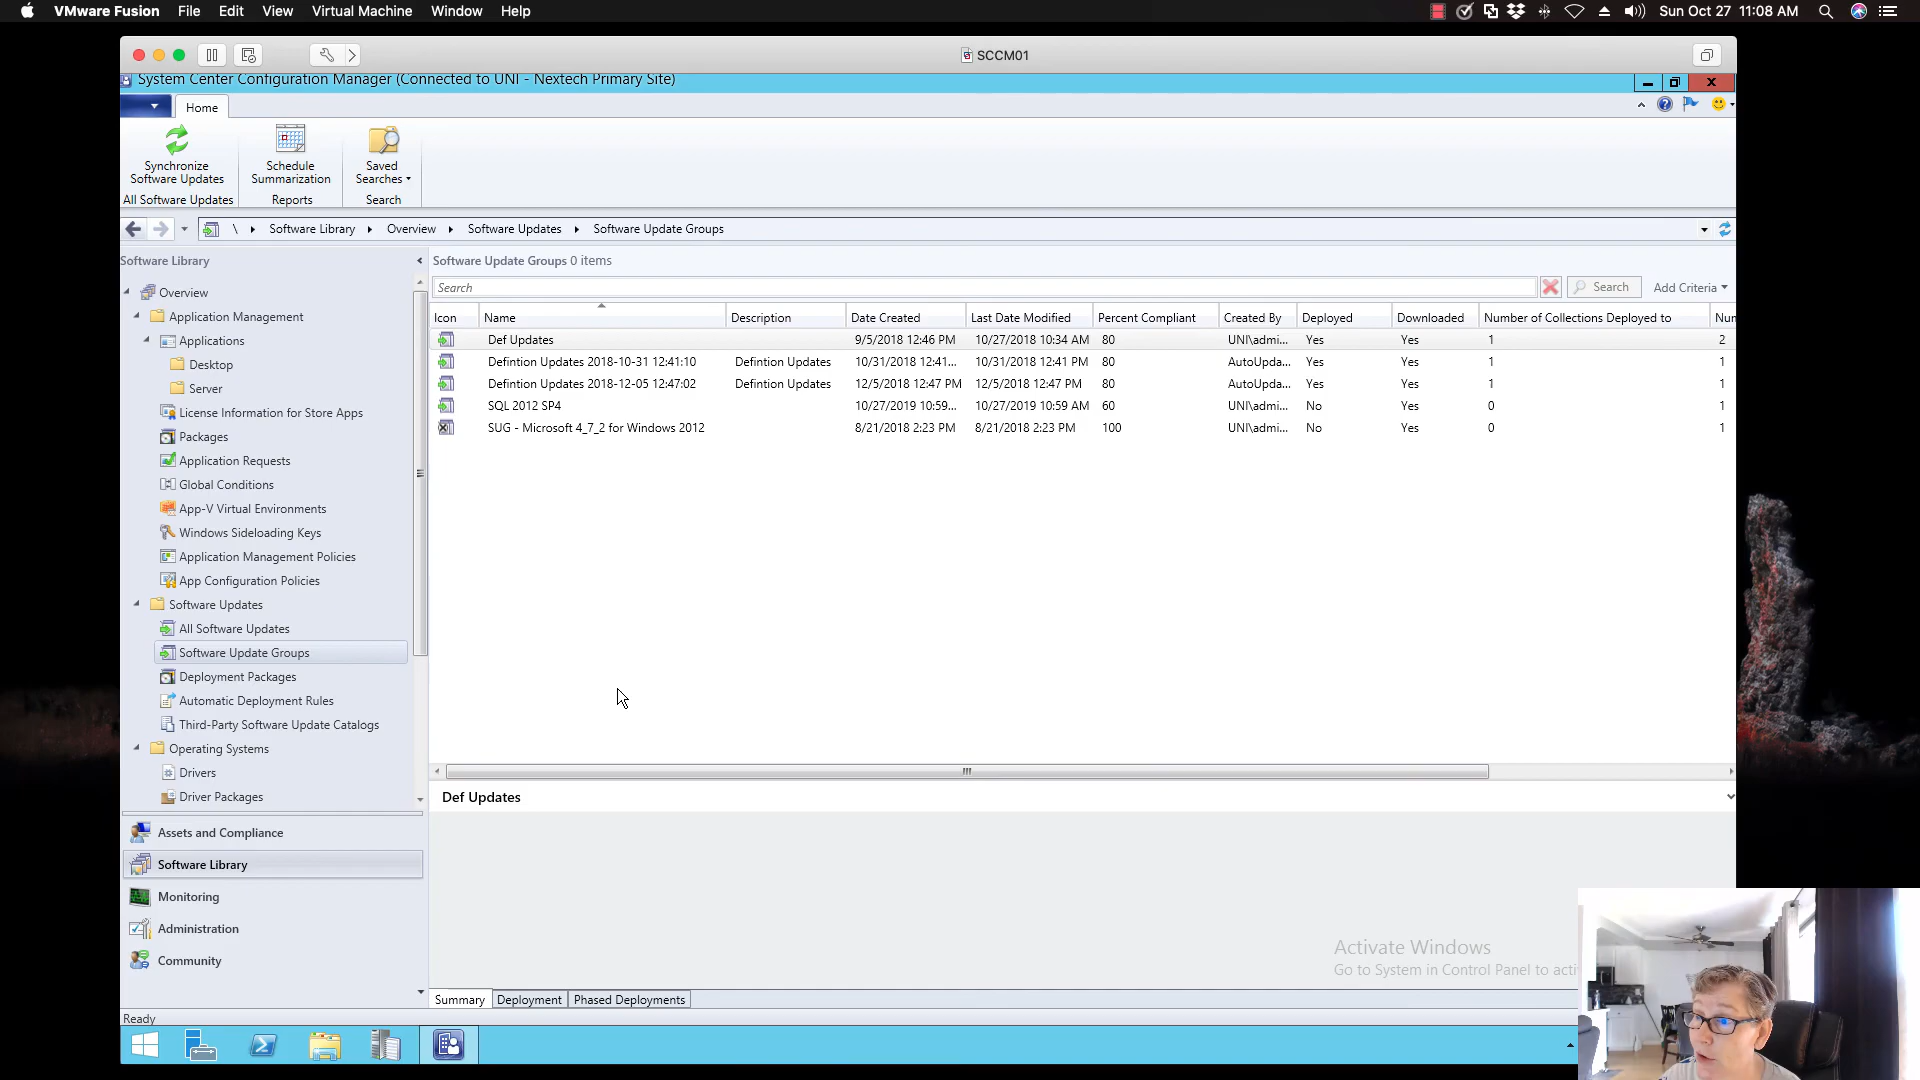 VMware Fusion File Edit View Virtual Machine Window Help Sun Oct 27 11:08 AM
SCCM01
System Center Configuration Manager (Connected to UNI - Nextech Primary Site)
Home
Synchronize Software Updates
Schedule Summarization
Saved Searches
All Software Updates Reports Search
\ Software Library Overview Software Updates Software Update Groups
Software Library
Software Update Groups 0 items
Search Search Add Criteria
Icon Name Description Date Created Last Date Modified Percent Compliant Created By Deployed Downloaded Number of Collections Deployed to Nun
Def Updates 9/5/2018 12:46 PM 10/27/2018 10:34 AM 80 UNI\admi... Yes Yes 1 2
Defintion Updates 2018-10-31 12:41:10 Defintion Updates 10/31/2018 12:41... 10/31/2018 12:41 PM 80 AutoUpda... Yes Yes 1 1
Defintion Updates 2018-12-05 12:47:02 Defintion Updates 12/5/2018 12:47 PM 12/5/2018 12:47 PM 80 AutoUpda... Yes Yes 1 1
SQL 2012 SP4 10/27/2019 10:59... 10/27/2019 10:59 AM 60 UNI\admi... No Yes 0 1
SUG - Microsoft 4_7_2 for Windows 2012 8/21/2018 2:23 PM 8/21/2018 2:23 PM 100 UNI\admi... No Yes 0 1
Overview
Application Management
Applications
Desktop
Server
License Information for Store Apps
Packages
Application Requests
Global Conditions
App-V Virtual Environments
Windows Sideloading Keys
Application Management Policies
App Configuration Policies
Software Updates
All Software Updates
Software Update Groups
Deployment Packages
Automatic Deployment Rules
Third-Party Software Update Catalogs
Operating Systems
Drivers
Driver Packages
Assets and Compliance
Software Library
Monitoring
Administration
Community
Def Updates
Activate Windows
Go to System in Control Panel to acti
Summary Deployment Phased Deployments
Ready